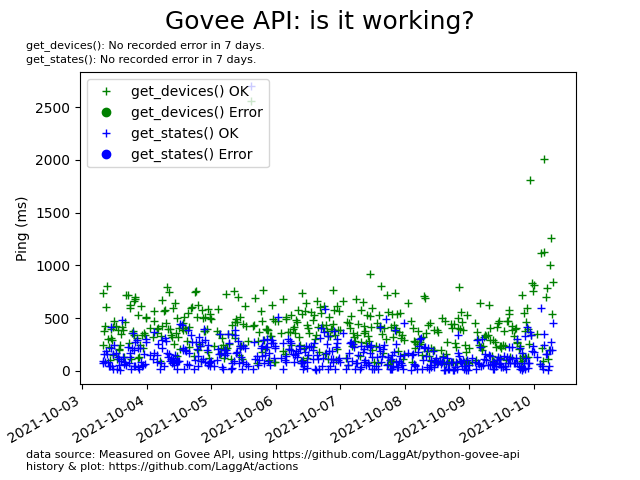 Govee API: is it working?
get_devices(): No recorded error in 7 days.
get_states(): No recorded error in 7 days.
get_devices() OK
get_devices() Error
get_states() OK
get_states() Error
Ping (ms)
2500
2000
1500
1000
500
0
2021-10-03
2021-10-04
2021-10-05
2021-10-06
2021-10-07
2021-10-08
2021-10-09
2021-10-10
data source: Measured on Govee API, using https://github.com/LaggAt/python-govee-api
history & plot: https://github.com/LaggAt/actions